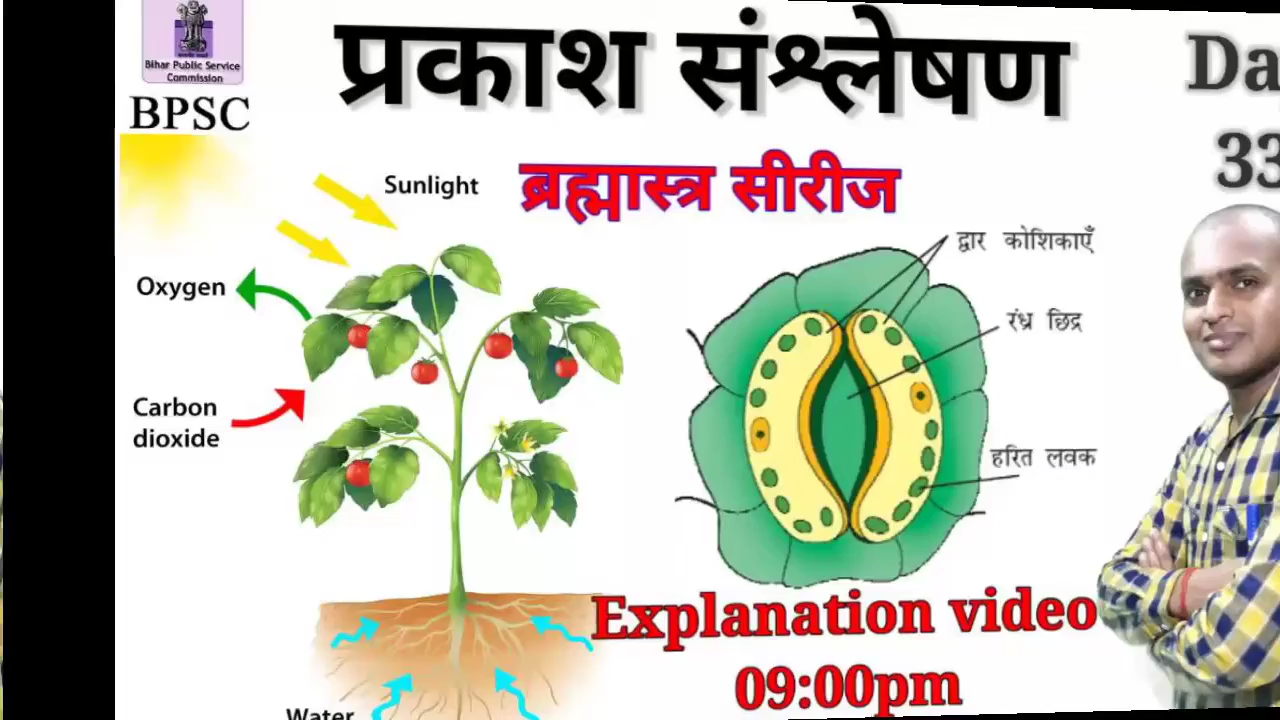 Bihar Public Service
Commission
BPSC
प्रकाश संश्लेषण
Da
33
ब्रह्मास्त्र सीरीज
Sunlight
Oxygen
Carbon
dioxide
Water
द्वार कोशिकाएँ
रंध्र छिद्र
हरित लवक
Explanation video
09:00pm